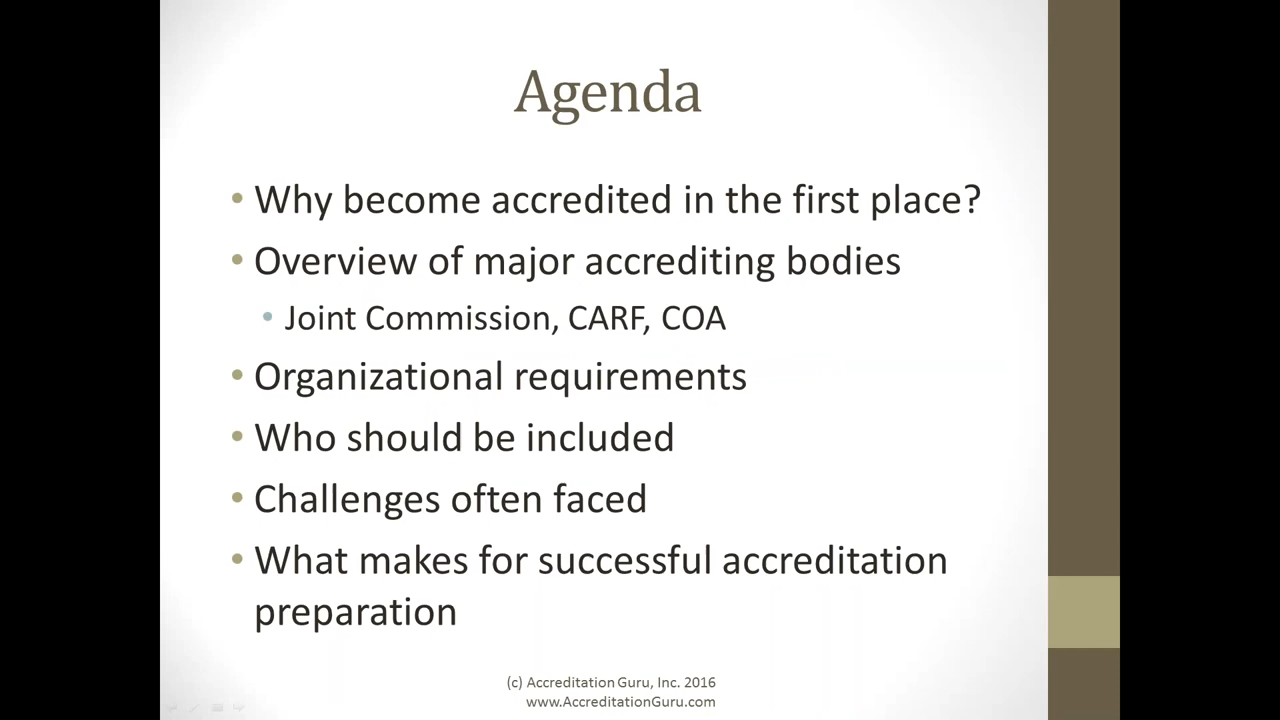 Agenda
• Why become accredited in the first place?
• Overview of major accrediting bodies
• Joint Commission, CARF, COA
• Organizational requirements
• Who should be included
• Challenges often faced
• What makes for successful accreditation
preparation
(c) Accreditation Guru, Inc. 2016
www.AccreditationGuru.com